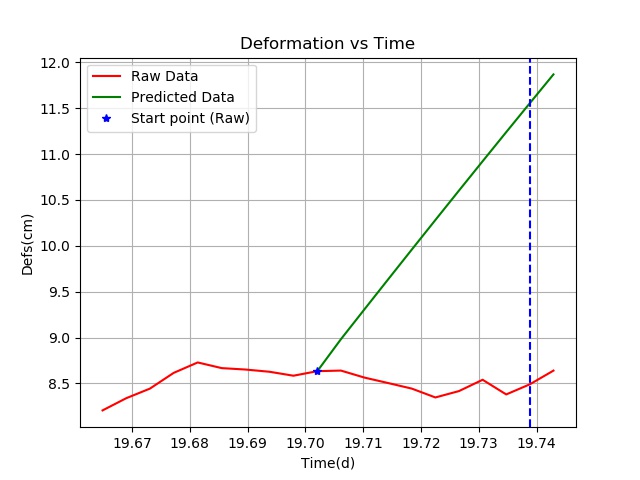 Deformation vs Time
Raw Data
Predicted Data
Start point (Raw)
Defs(cm)
12.0
11.5
11.0
10.5
10.0
9.5
9.0
8.5
19.67 19.68 19.69 19.70 19.71 19.72 19.73 19.74
Time(d)